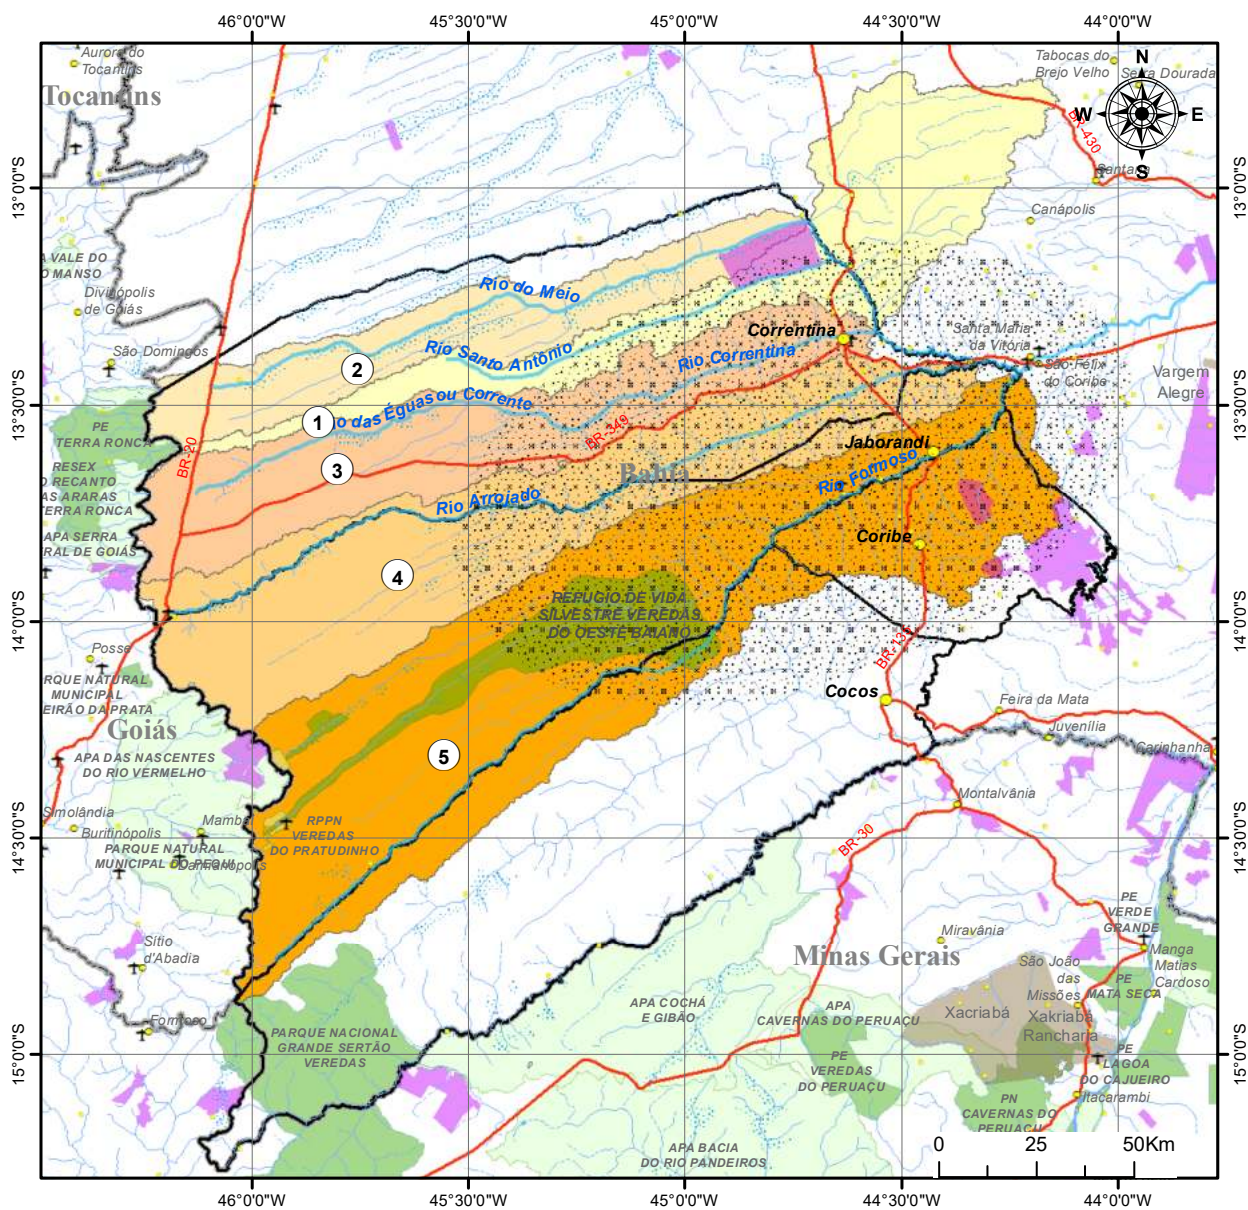 46°0'0"W
45°30'0"W
45°0'0"W
44°30'0"W
44°0'0"W
Aurora do
Tocantins
Tocantins
Tabocas do
Brejo Velho
Serra Dourada
N
W
E
S
BR-430
13°0'0"S
13°0'0"S
Canápolis
A VALE DO
O MANSO
Divinópolis
de Goiás
São Domingos
Rio do Meio
Correntina
Rio Santo Antônio
Rio Correntina
Santa Maria
da Vitória
São Félix
do Coribe
Vargem
Alegre
2
13°30'0"S
13°30'0"S
1
io das Éguas ou Corrente
PE
TERRA RONCA
BR-20
BR-349
Jaborandi
3
RESEX
O RECANTO
AS ARARAS
TERRA RONCA
Bahia
Rio Formoso
Rio Arrojado
APA SERRA
RAL DE GOIÁS
Coribe
4
REFUGIO DE VIDA
SILVESTRE VEREDAS
DO OESTE BAIANO
14°0'0"S
14°0'0"S
BR-135
Posse
RQUE NATURAL
MUNICIPAL
EIRÃO DA PRATA
Cocos
Feira da Mata
Goiás
Juvenília
Carinhanha
APA DAS NASCENTES
DO RIO VERMELHO
5
Montalvânia
Simolândia
Mambaí
Buritinópolis
RPPN
VEREDAS
DO PRATUDINHO
PARQUE NATURAL
MUNICIPAL DO PEQUI
Damianópolis
14°30'0"S
14°30'0"S
BR-30
PE
VERDE
GRANDE
Sítio
d'Abadia
Miravânia
Minas Gerais
Manga
Matias
Cardoso
São João
das
Missões
PE
MATA SECA
APA COCHÁ
E GIBÃO
APA
CAVERNAS DO PERUAÇU
Xacriabá
Xakriabá
Rancharia
Formoso
PARQUE NACIONAL
GRANDE SERTÃO
VEREDAS
15°0'0"S
15°0'0"S
PE
VEREDAS
DO PERUAÇU
PE
LAGOA
DO CAJUEIRO
Itacarambi
PN
CAVERNAS DO
PERUAÇU
APA BACIA
DO RIO PANDEIROS
0
25
50Km
46°0'0"W
45°30'0"W
45°0'0"W
44°30'0"W
44°0'0"W